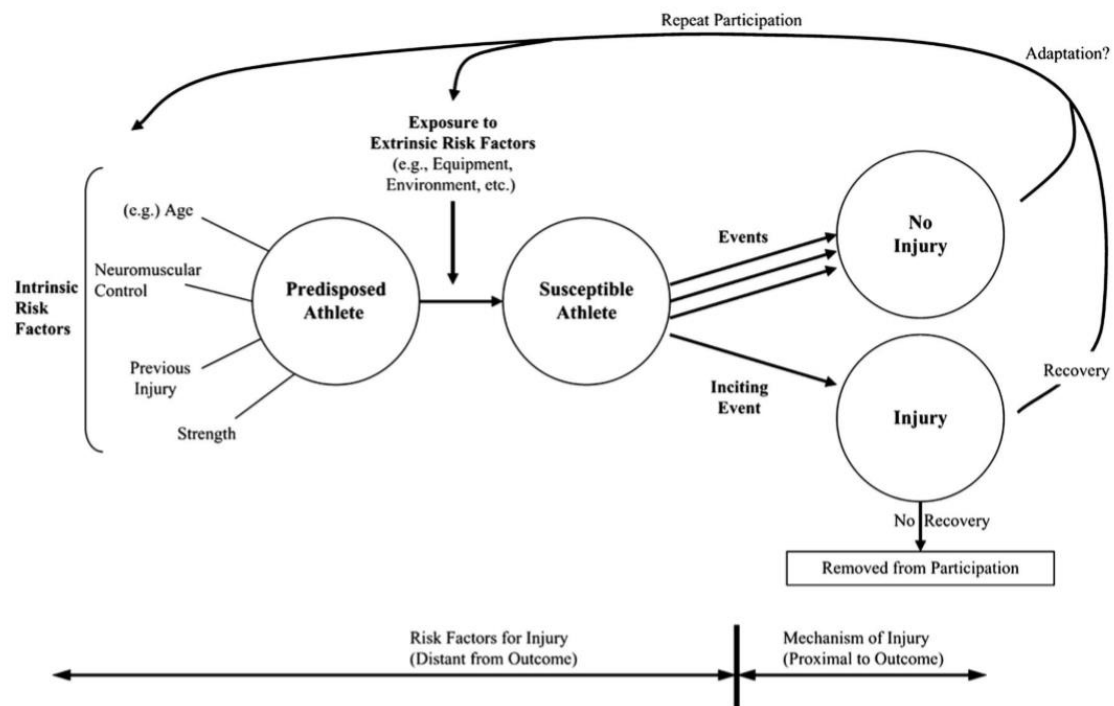 Repeat Participation
Adaptation?
Exposure to
Extrinsic Risk Factors
(e.g., Equipment,
Environment, etc.)
Intrinsic
Risk
Factors
(e.g.) Age
Neuromuscular
Control
Previous
Injury
Strength
Predisposed
Athlete
Susceptible
Athlete
Events
Inciting
Event
No
Injury
Injury
Recovery
No Recovery
Removed from Participation
Risk Factors for Injury
(Distant from Outcome)
Mechanism of Injury
(Proximal to Outcome)